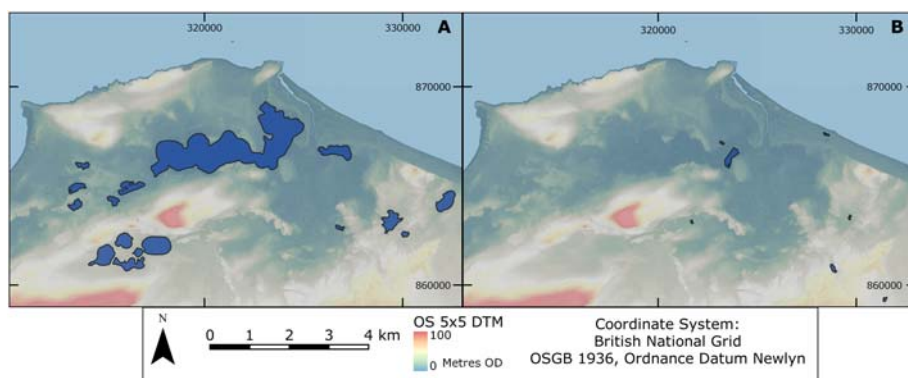 320000
330000
A
320000
330000
B
870000
870000
860000
860000
N
0 1 2 3 4 km
OS 5x5 DTM
100
0 Metres OD
Coordinate System:
British National Grid
OSGB 1936, Ordnance Datum Newlyn